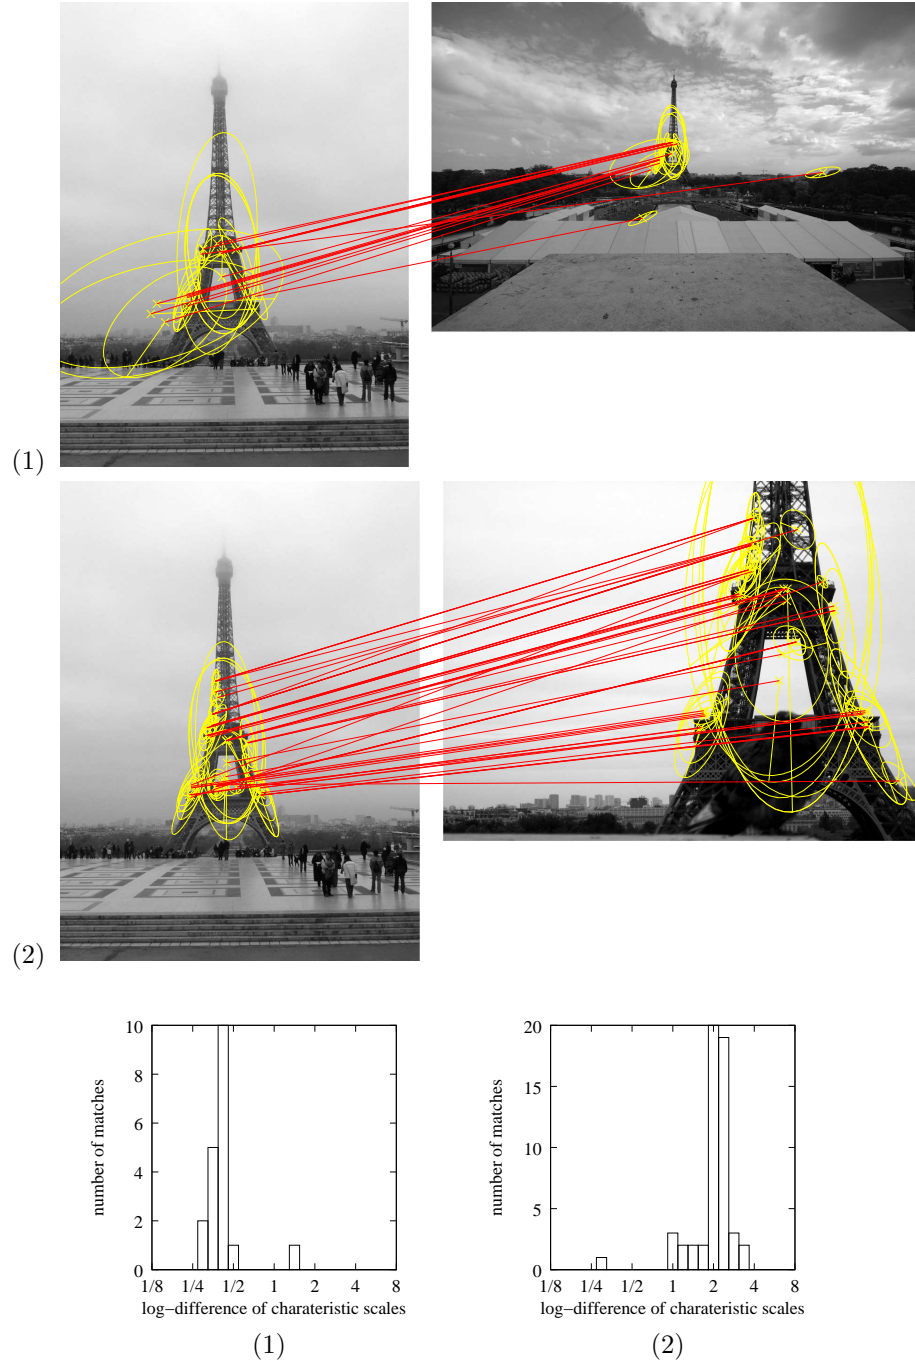 (1)
(2)
10
8
6
4
2
0
number of matches
1/8 1/4 1/2 1 2 4 8
log−difference of charateristic scales
(1)
20
15
10
5
0
number of matches
1/8 1/4 1/2 1 2 4 8
log−difference of charateristic scales
(2)